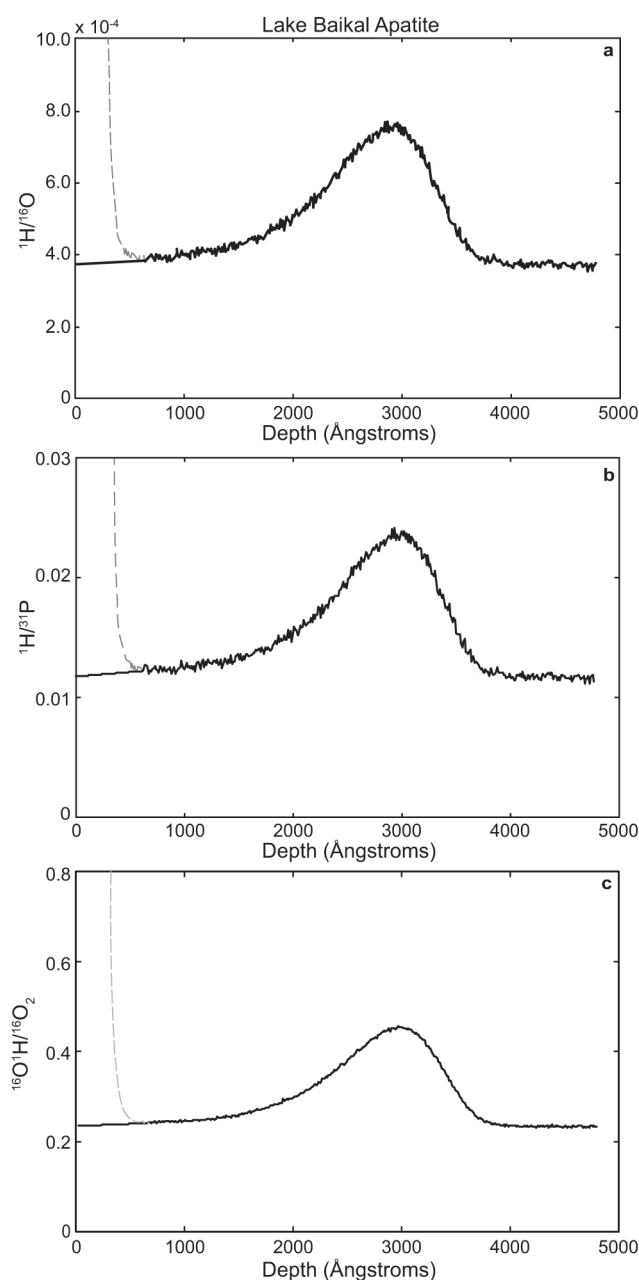 Lake Baikal Apatite
x 10⁻⁴
a
10.0
8.0
6.0
4.0
2.0
0
¹H/¹⁶O
0 1000 2000 3000 4000 5000
Depth (Ångstroms)
b
0.03
0.02
0.01
0
¹H/³¹P
0 1000 2000 3000 4000 5000
Depth (Ångstroms)
c
0.8
0.6
0.4
0.2
0
¹⁶O¹H/¹⁶O₂
0 1000 2000 3000 4000 5000
Depth (Ångstroms)